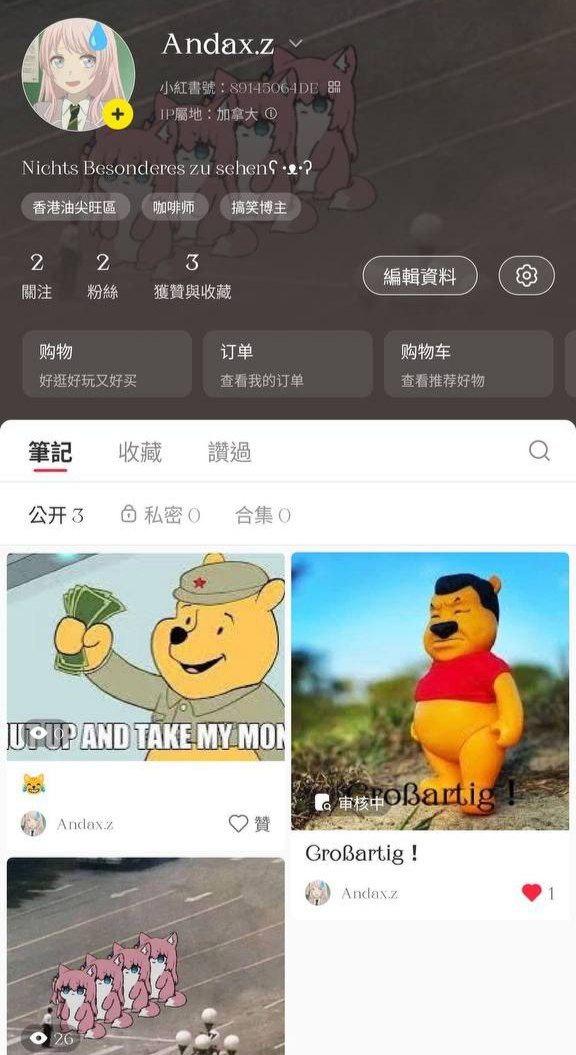 Andax.z
小紅書號：89145064DE
IP屬地：加拿大
Nichts Besonderes zu sehenʕ •ᴥ•ʔ
香港油尖旺區 咖啡师 搞笑博主
2 2 3
關注 粉絲 獲贊與收藏
編輯資料
购物 订单 购物车
好逛好玩又好买 查看我的订单 查看推荐好物
筆記 收藏 讚過
公开 3 私密 0 合集 0
UP AND TAKE MY MON
0
Andax.z
贊
Großartig！
审核中
Großartig！
Andax.z
1
26